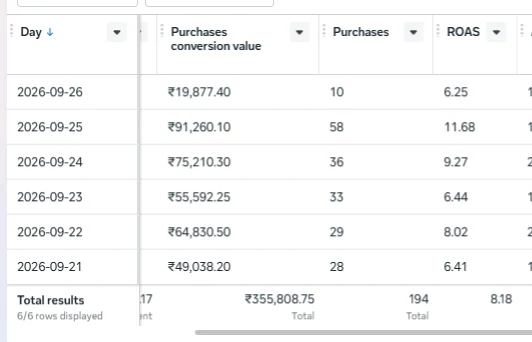 Day ↓ Purchases conversion value Purchases ROAS
2026-09-26 ₹19,877.40 10 6.25
2026-09-25 ₹91,260.10 58 11.68
2026-09-24 ₹75,210.30 36 9.27
2026-09-23 ₹55,592.25 33 6.44
2026-09-22 ₹64,830.50 29 8.02
2026-09-21 ₹49,038.20 28 6.41
Total results .17 ₹355,808.75 194 8.18
6/6 rows displayed Total Total